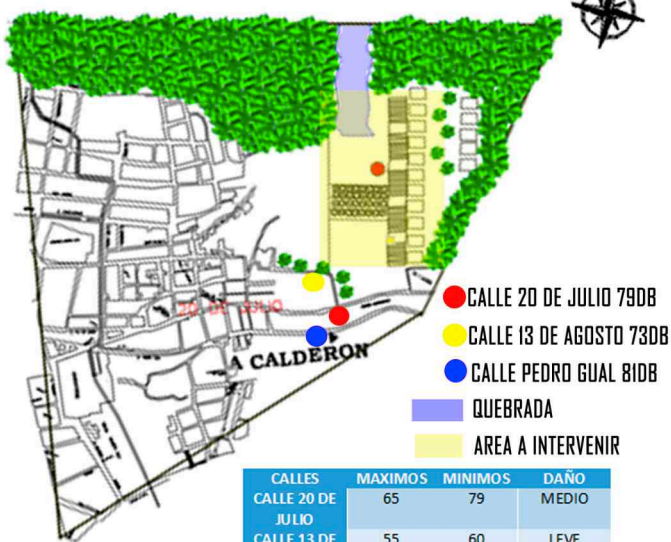 20 DE JULIO
A CALDERON
CALLE 20 DE JULIO 79DB
CALLE 13 DE AGOSTO 73DB
CALLE PEDRO GUAL 81DB
QUEBRADA
AREA A INTERVENIR
CALLES MAXIMOS MINIMOS DAÑO
CALLE 20 DE JULIO 65 79 MEDIO
CALLE 13 DE 55 60 LEVE